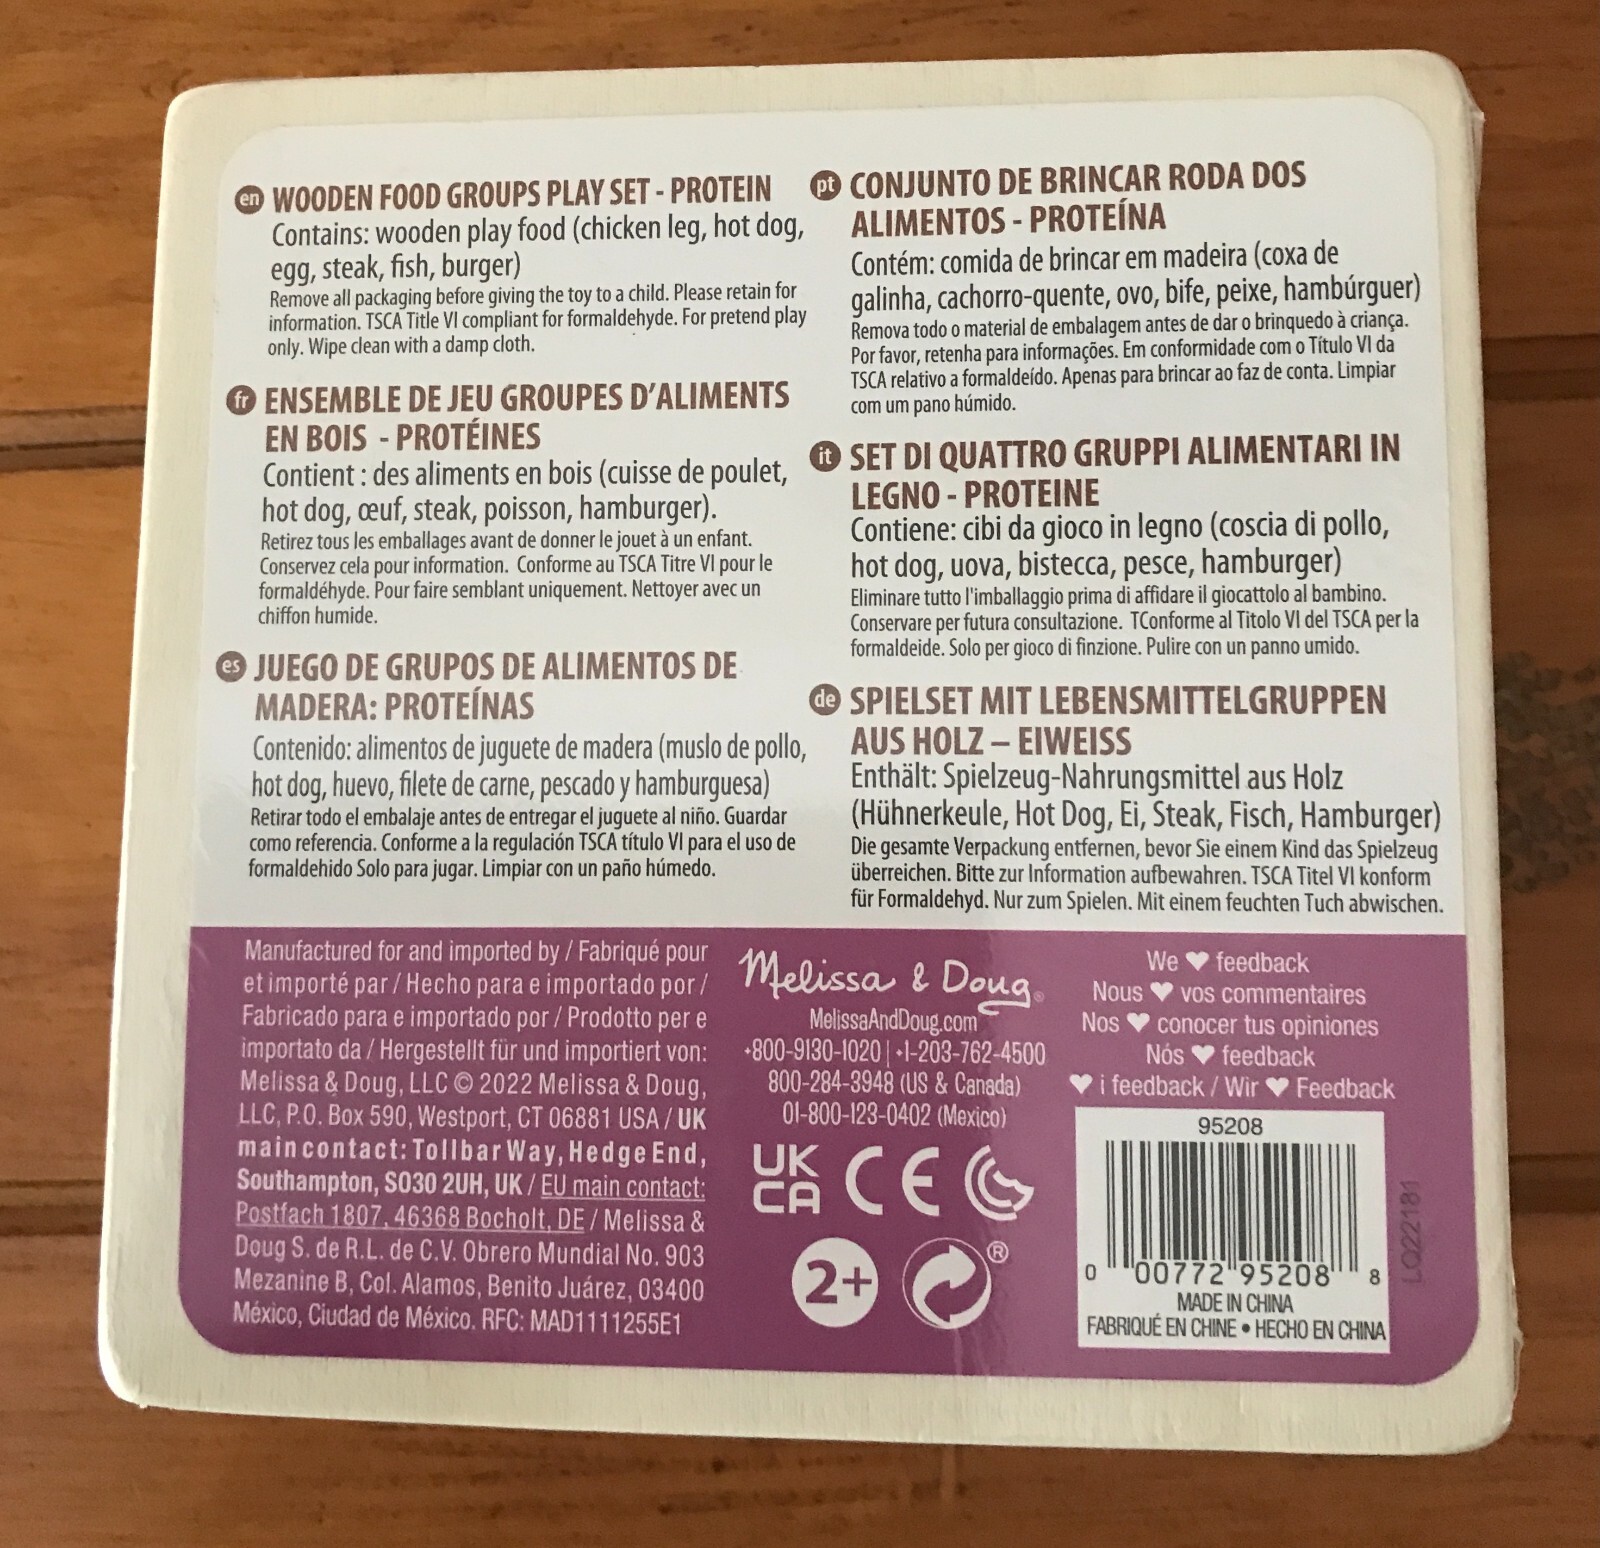 en WOODEN FOOD GROUPS PLAY SET - PROTEIN
Contains: wooden play food (chicken leg, hot dog,
egg, steak, fish, burger)
Remove all packaging before giving the toy to a child. Please retain for
information. TSCA Title VI compliant for formaldehyde. For pretend play
only. Wipe clean with a damp cloth.
fr ENSEMBLE DE JEU GROUPES D'ALIMENTS
EN BOIS - PROTÉINES
Contient : des aliments en bois (cuisse de poulet,
hot dog, œuf, steak, poisson, hamburger).
Retirez tous les emballages avant de donner le jouet à un enfant.
Conservez cela pour information. Conforme au TSCA Titre VI pour le
formaldéhyde. Pour faire semblant uniquement. Nettoyer avec un
chiffon humide.
es JUEGO DE GRUPOS DE ALIMENTOS DE
MADERA: PROTEÍNAS
Contenido: alimentos de juguete de madera (muslo de pollo,
hot dog, huevo, filete de carne, pescado y hamburguesa)
Retirar todo el embalaje antes de entregar el juguete al niño. Guardar
como referencia. Conforme a la regulación TSCA título VI para el uso de
formaldehido Solo para jugar. Limpiar con un paño húmedo.
pt CONJUNTO DE BRINCAR RODA DOS
ALIMENTOS - PROTEÍNA
Contém: comida de brincar em madeira (coxa de
galinha, cachorro-quente, ovo, bife, peixe, hambúrguer)
Remova todo o material de embalagem antes de dar o brinquedo à criança.
Por favor, retenha para informações. Em conformidade com o Título VI da
TSCA relativo a formaldeído. Apenas para brincar ao faz de conta. Limpiar
com um pano húmido.
it SET DI QUATTRO GRUPPI ALIMENTARI IN
LEGNO - PROTEINE
Contiene: cibi da gioco in legno (coscia di pollo,
hot dog, uova, bistecca, pesce, hamburger)
Eliminare tutto l'imballaggio prima di affidare il giocattolo al bambino.
Conservare per futura consultazione. TConforme al Titolo VI del TSCA per la
formaldeide. Solo per gioco di finzione. Pulire con un panno umido.
de SPIELSET MIT LEBENSMITTELGRUPPEN
AUS HOLZ – EIWEISS
Enthält: Spielzeug-Nahrungsmittel aus Holz
(Hühnerkeule, Hot Dog, Ei, Steak, Fisch, Hamburger)
Die gesamte Verpackung entfernen, bevor Sie einem Kind das Spielzeug
überreichen. Bitte zur Information aufbewahren. TSCA Titel VI konform
für Formaldehyd. Nur zum Spielen. Mit einem feuchten Tuch abwischen.
Manufactured for and imported by / Fabriqué pour
et importé par / Hecho para e importado por /
Fabricado para e importado por / Prodotto per e
importato da / Hergestellt für und importiert von:
Melissa & Doug, LLC © 2022 Melissa & Doug,
LLC, P.O. Box 590, Westport, CT 06881 USA / UK
main contact: Tollbar Way, Hedge End,
Southampton, SO30 2UH, UK / EU main contact:
Postfach 1807, 46368 Bocholt, DE / Melissa &
Doug S. de R.L. de C.V. Obrero Mundial No. 903
Mezanine B, Col. Alamos, Benito Juárez, 03400
México, Ciudad de México. RFC: MAD1111255E1
Melissa & Doug®
MelissaAndDoug.com
+800-9130-1020 | +1-203-762-4500
800-284-3948 (US & Canada)
01-800-123-0402 (Mexico)
UK
CA CE
2+ ®
We ♥ feedback
Nous ♥ vos commentaires
Nos ♥ conocer tus opiniones
Nós ♥ feedback
♥ i feedback / Wir ♥ Feedback
95208
0 00772 95208 8
MADE IN CHINA
FABRIQUÉ EN CHINE • HECHO EN CHINA
LO22181